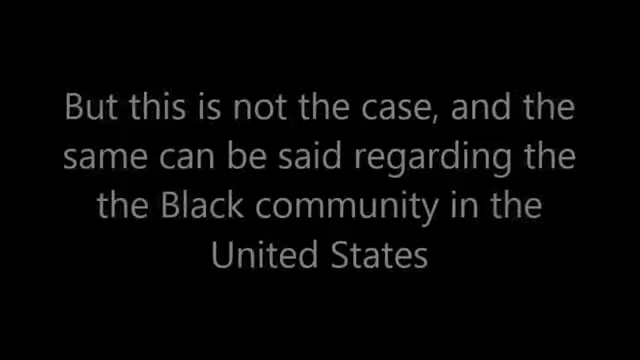 But this is not the case, and the
same can be said regarding the
the Black community in the
United States